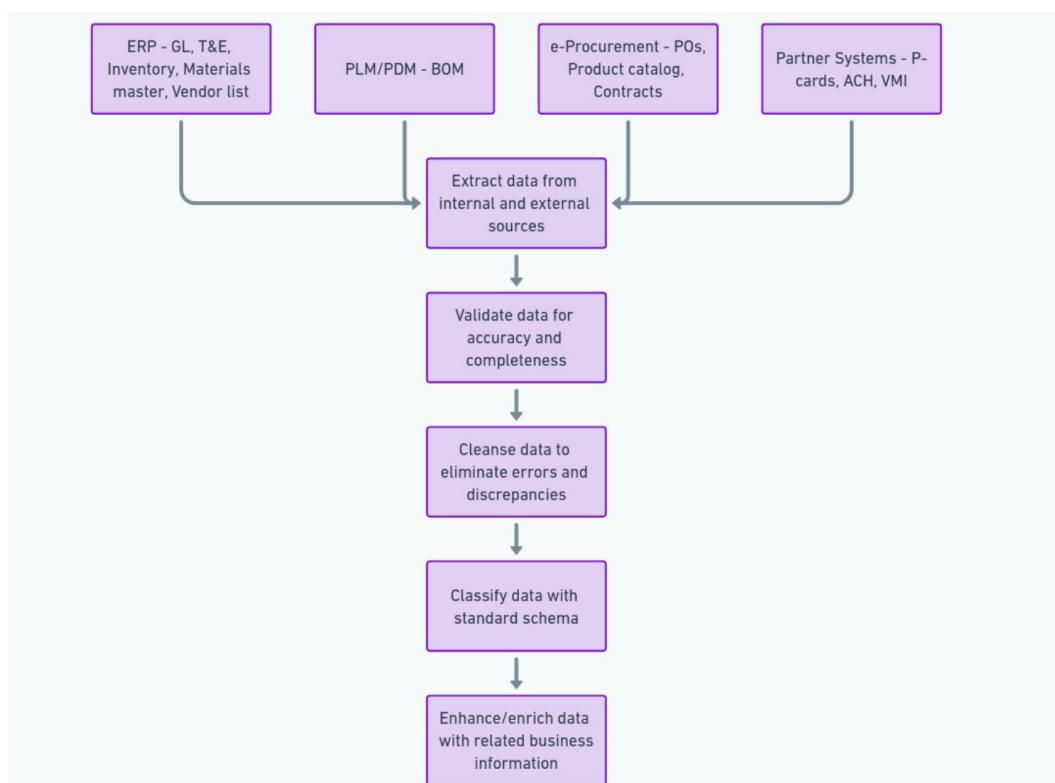 ERP - GL, T&E,
Inventory, Materials
master, Vendor list
PLM/PDM - BOM
e-Procurement - POs,
Product catalog,
Contracts
Partner Systems - P-
cards, ACH, VMI
Extract data from
internal and external
sources
Validate data for
accuracy and
completeness
Cleanse data to
eliminate errors and
discrepancies
Classify data with
standard schema
Enhance/enrich data
with related business
information